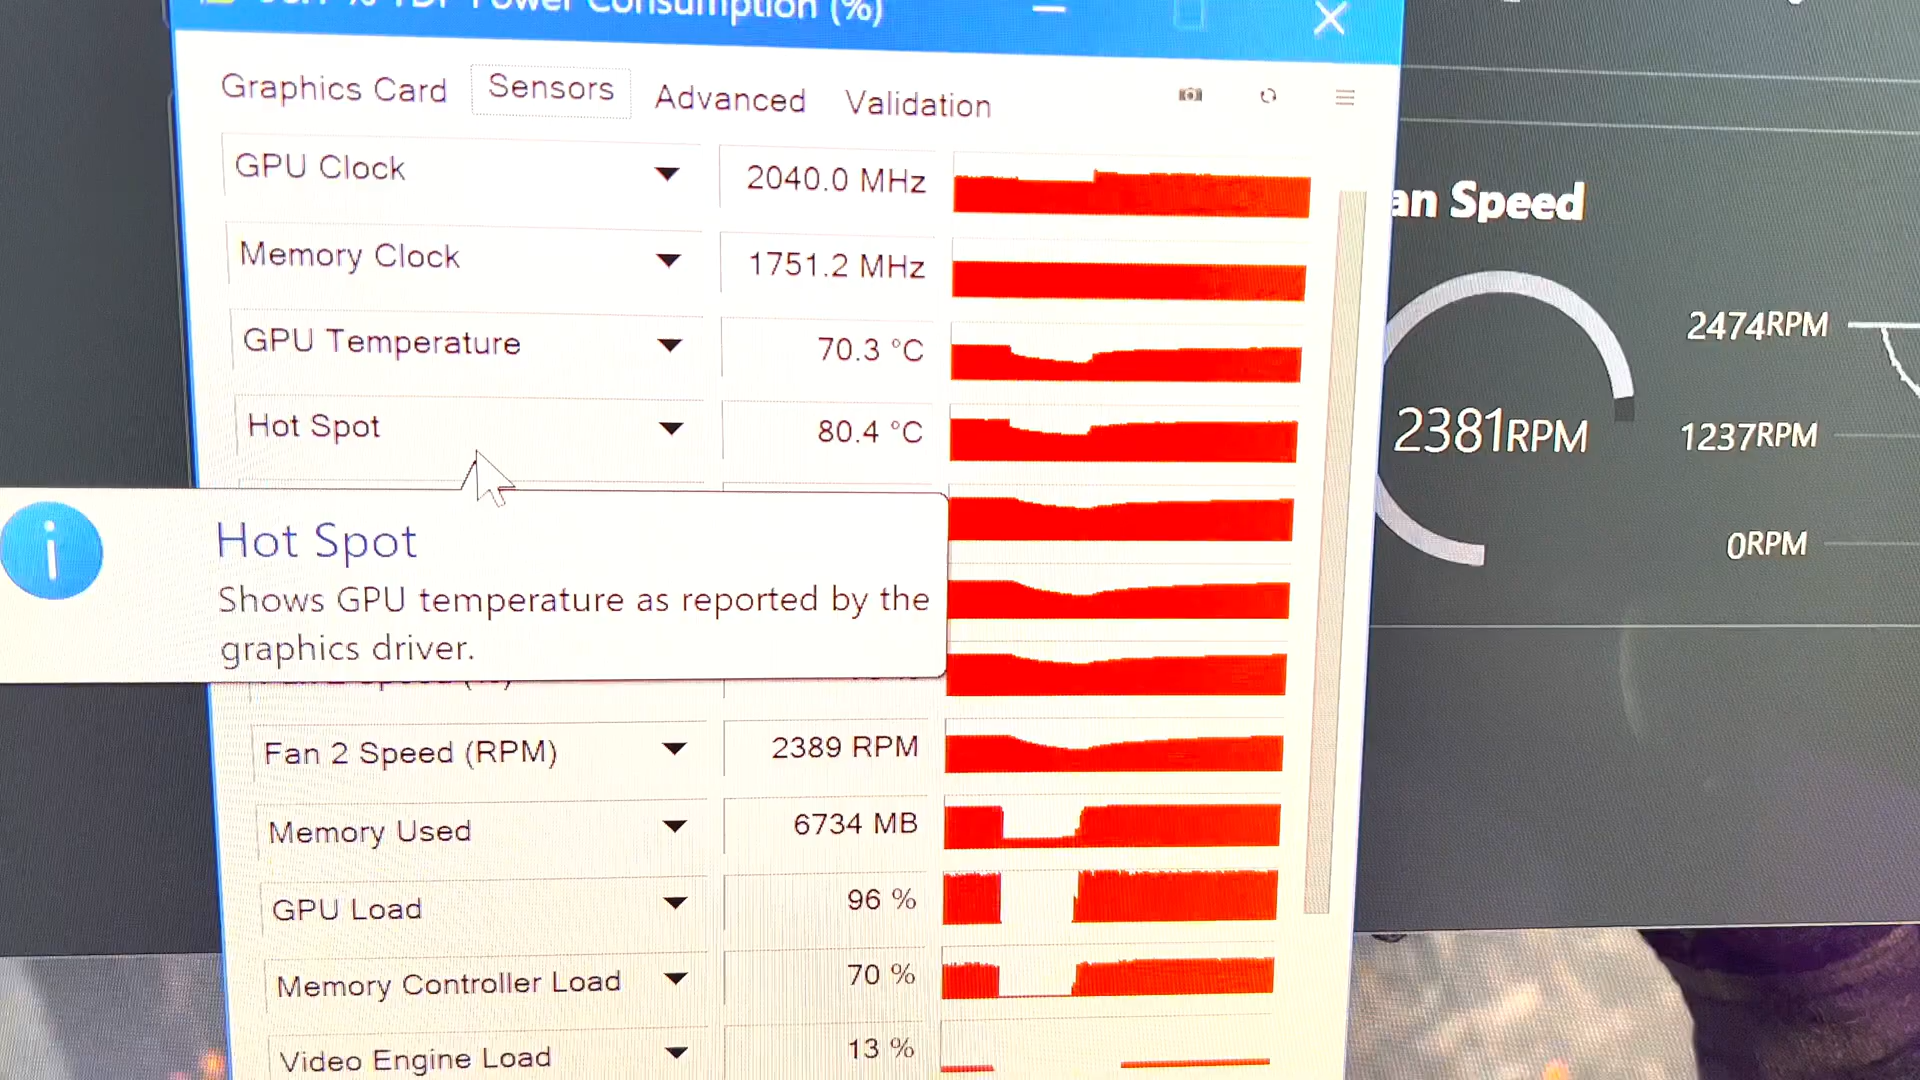 % TDP Power Consumption (%)
Graphics Card Sensors Advanced Validation
GPU Clock 2040.0 MHz
Memory Clock 1751.2 MHz
GPU Temperature 70.3 °C
Hot Spot 80.4 °C
Hot Spot
Shows GPU temperature as reported by the
graphics driver.
Fan 2 Speed (RPM) 2389 RPM
Memory Used 6734 MB
GPU Load 96 %
Memory Controller Load 70 %
Video Engine Load 13 %
an Speed
2381RPM
2474RPM
1237RPM
0RPM